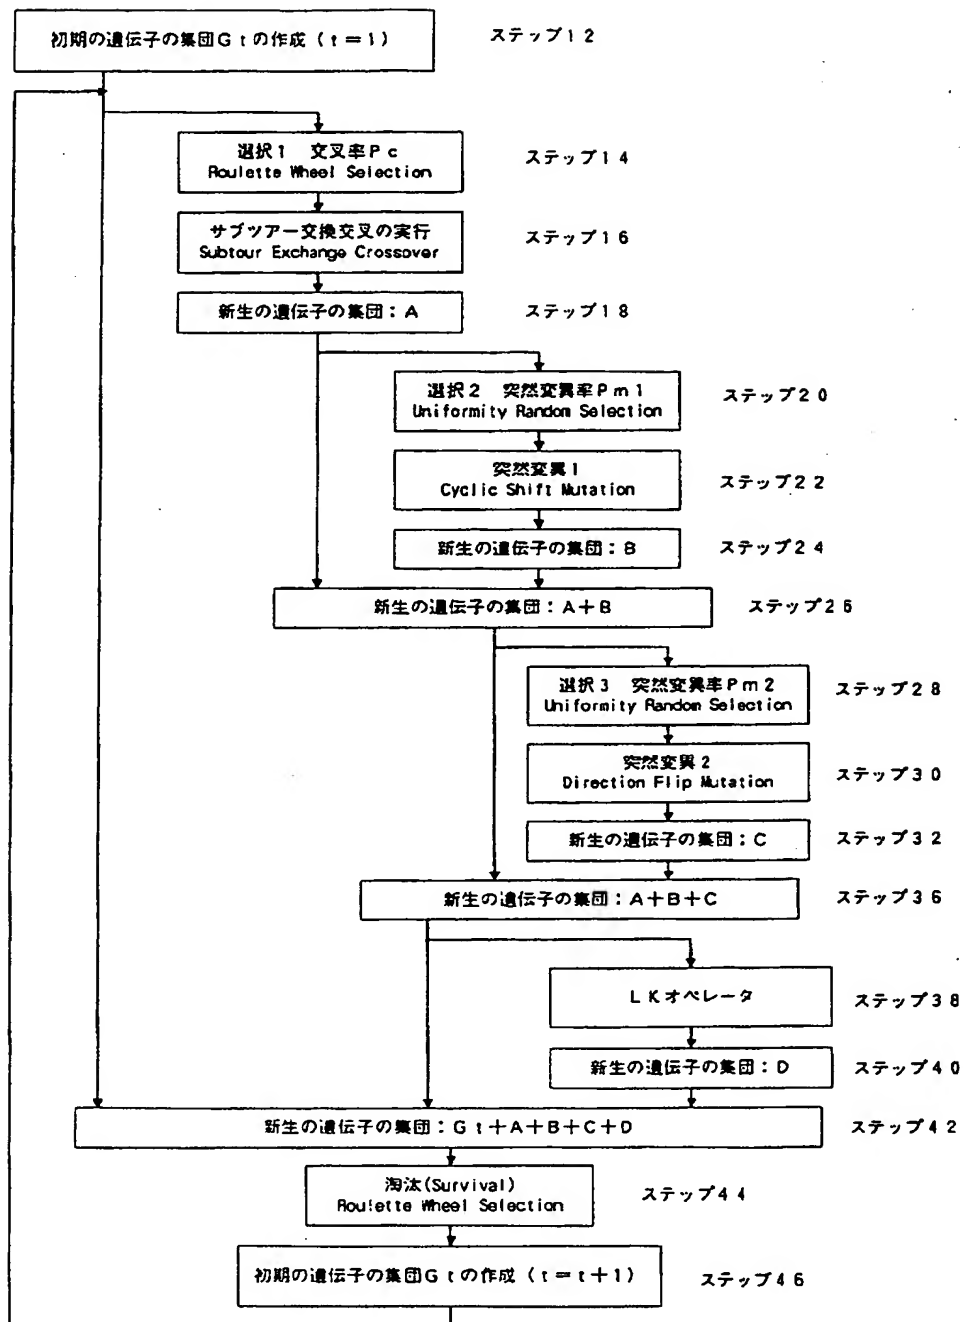 初期の遺伝子の集団Ｇｔの作成（ｔ＝１）
ステップ１２
選択１　交叉率Ｐｃ
Roulette Wheel Selection
ステップ１４
サブツアー交換交叉の実行
Subtour Exchange Crossover
ステップ１６
新生の遺伝子の集団：Ａ
ステップ１８
選択２　突然変異率Ｐｍ１
Uniformity Random Selection
ステップ２０
突然変異１
Cyclic Shift Mutation
ステップ２２
新生の遺伝子の集団：Ｂ
ステップ２４
新生の遺伝子の集団：Ａ＋Ｂ
ステップ２６
選択３　突然変異率Ｐｍ２
Uniformity Random Selection
ステップ２８
突然変異２
Direction Flip Mutation
ステップ３０
新生の遺伝子の集団：Ｃ
ステップ３２
新生の遺伝子の集団：Ａ＋Ｂ＋Ｃ
ステップ３６
ＬＫオペレータ
ステップ３８
新生の遺伝子の集団：Ｄ
ステップ４０
新生の遺伝子の集団：Ｇｔ＋Ａ＋Ｂ＋Ｃ＋Ｄ
ステップ４２
淘汰(Survival)
Roulette Wheel Selection
ステップ４４
初期の遺伝子の集団Ｇｔの作成（ｔ＝ｔ＋１）
ステップ４６